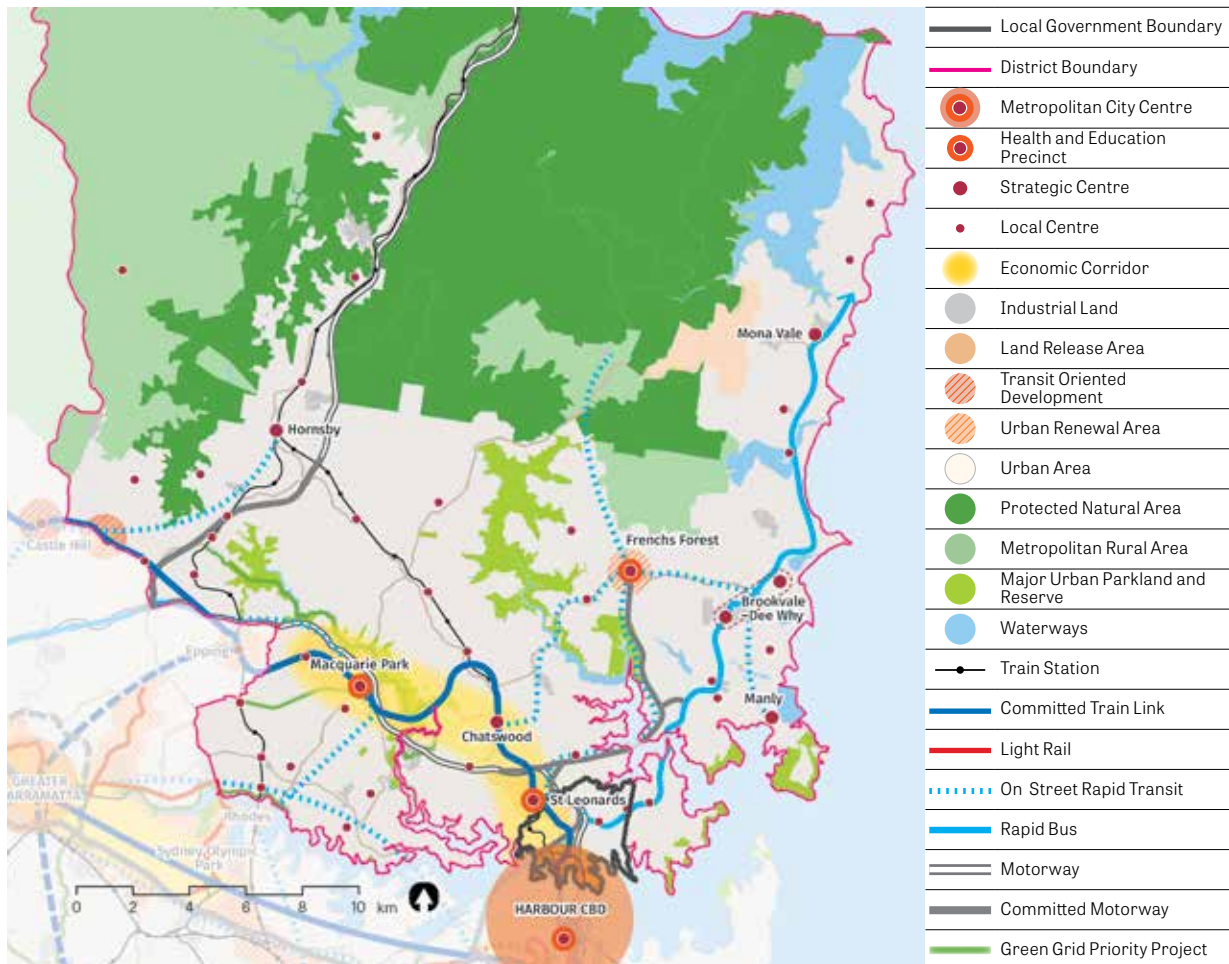 Hornsby
Mona Vale
Castle Hill
Frenchs Forest
Brookvale
-Dee Why
Epping
Macquarie Park
Manly
Chatswood
St Leonards
GREATER
Rhodes
Sydney Olympic
Park
0 2 4 6 8 10 km
HARBOUR CBD
Local Government Boundary
District Boundary
Metropolitan City Centre
Health and Education
Precinct
Strategic Centre
Local Centre
Economic Corridor
Industrial Land
Land Release Area
Transit Oriented
Development
Urban Renewal Area
Urban Area
Protected Natural Area
Metropolitan Rural Area
Major Urban Parkland and
Reserve
Waterways
Train Station
Committed Train Link
Light Rail
On Street Rapid Transit
Rapid Bus
Motorway
Committed Motorway
Green Grid Priority Project